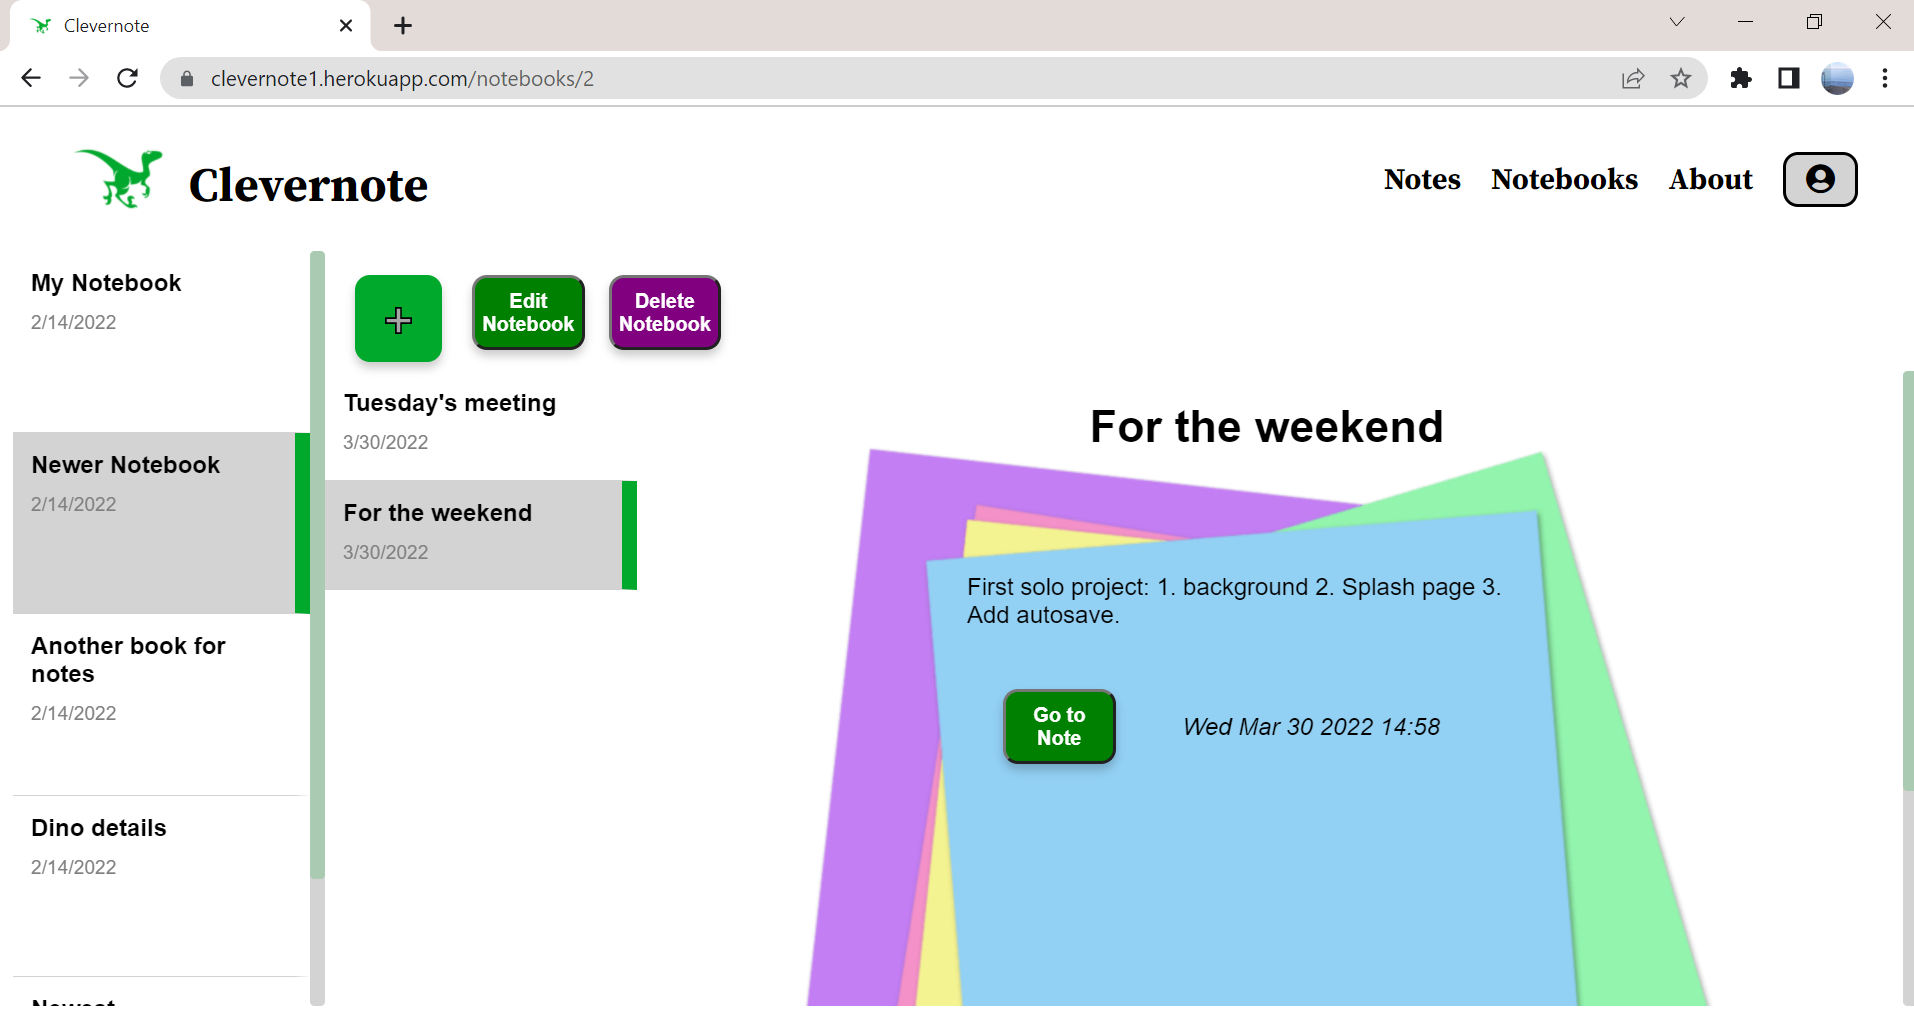 Clevernote
clevernote1.herokuapp.com/notebooks/2
Clevernote
Notes
Notebooks
About
My Notebook
2/14/2022
Newer Notebook
2/14/2022
Another book for
notes
2/14/2022
Dino details
2/14/2022
Newest
Edit
Notebook
Delete
Notebook
Tuesday's meeting
3/30/2022
For the weekend
3/30/2022
For the weekend
First solo project: 1. background 2. Splash page 3.
Add autosave.
Go to
Note
Wed Mar 30 2022 14:58